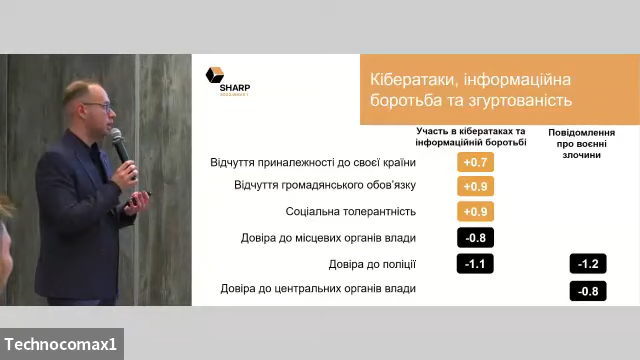 SHARP
Кібератаки, інформаційна
боротьба та згуртованість
Участь в кібератаках та
інформаційній боротьбі
Повідомлення
про воєнні
злочини
Відчуття приналежності до своєї країни
+0.7
Відчуття громадянського обов'язку
+0.9
Соціальна толерантність
+0.9
Довіра до місцевих органів влади
-0.8
Довіра до поліції
-1.1
-1.2
Довіра до центральних органів влади
-0.8
Technocomax1